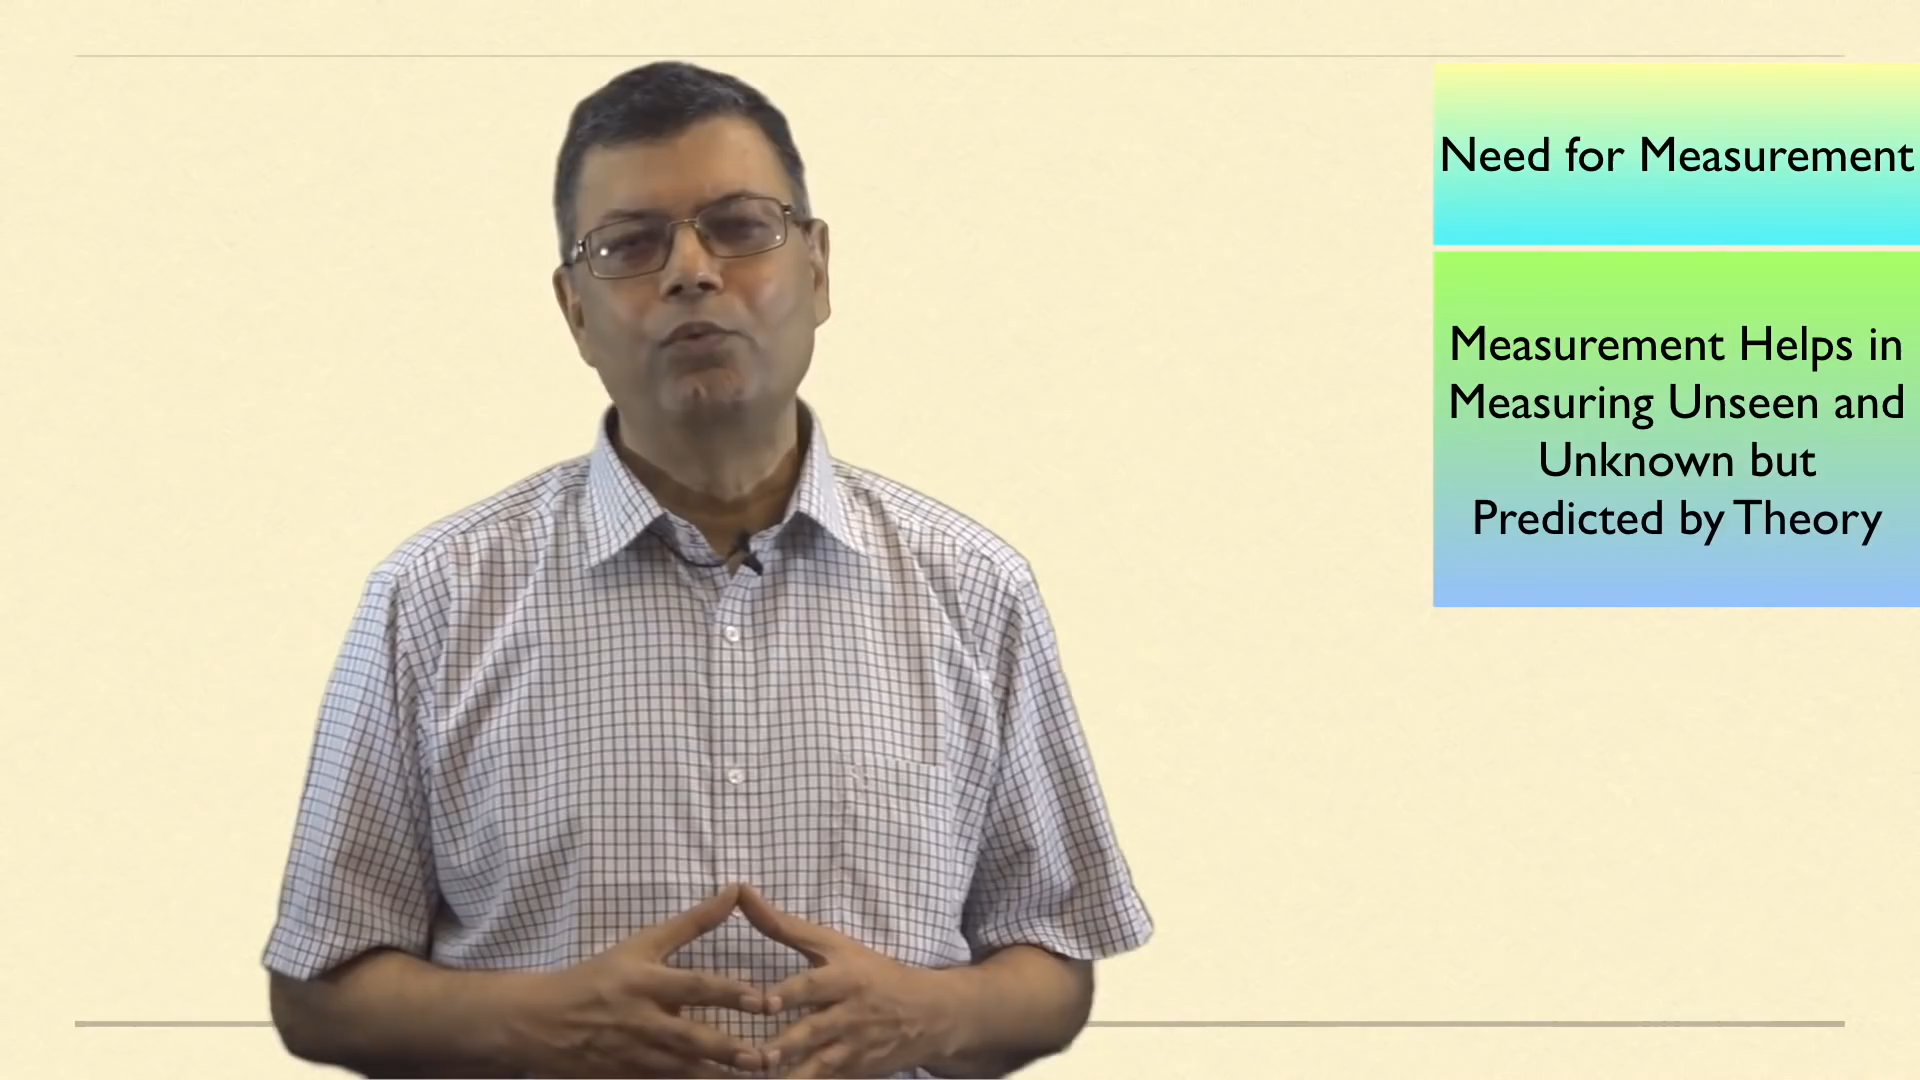 Need for Measurement
Measurement Helps in
Measuring Unseen and
Unknown but
Predicted by Theory